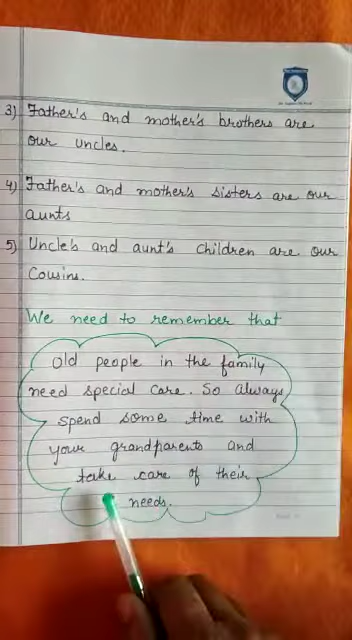 3) Father's and mother's brothers are
our uncles.
4) Father's and mother's sisters are our
aunts
5) Uncle's and aunt's children are our
Cousins.
We need to remember that
Old people in the family
need special care. So always
spend some time with
your grandparents and
take care of their
needs.